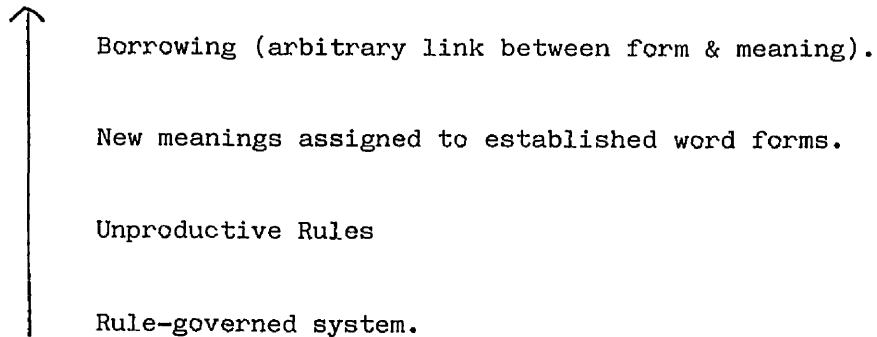 Borrowing (arbitrary link between form & meaning).
New meanings assigned to established word forms.
Unproductive Rules
Rule-governed system.